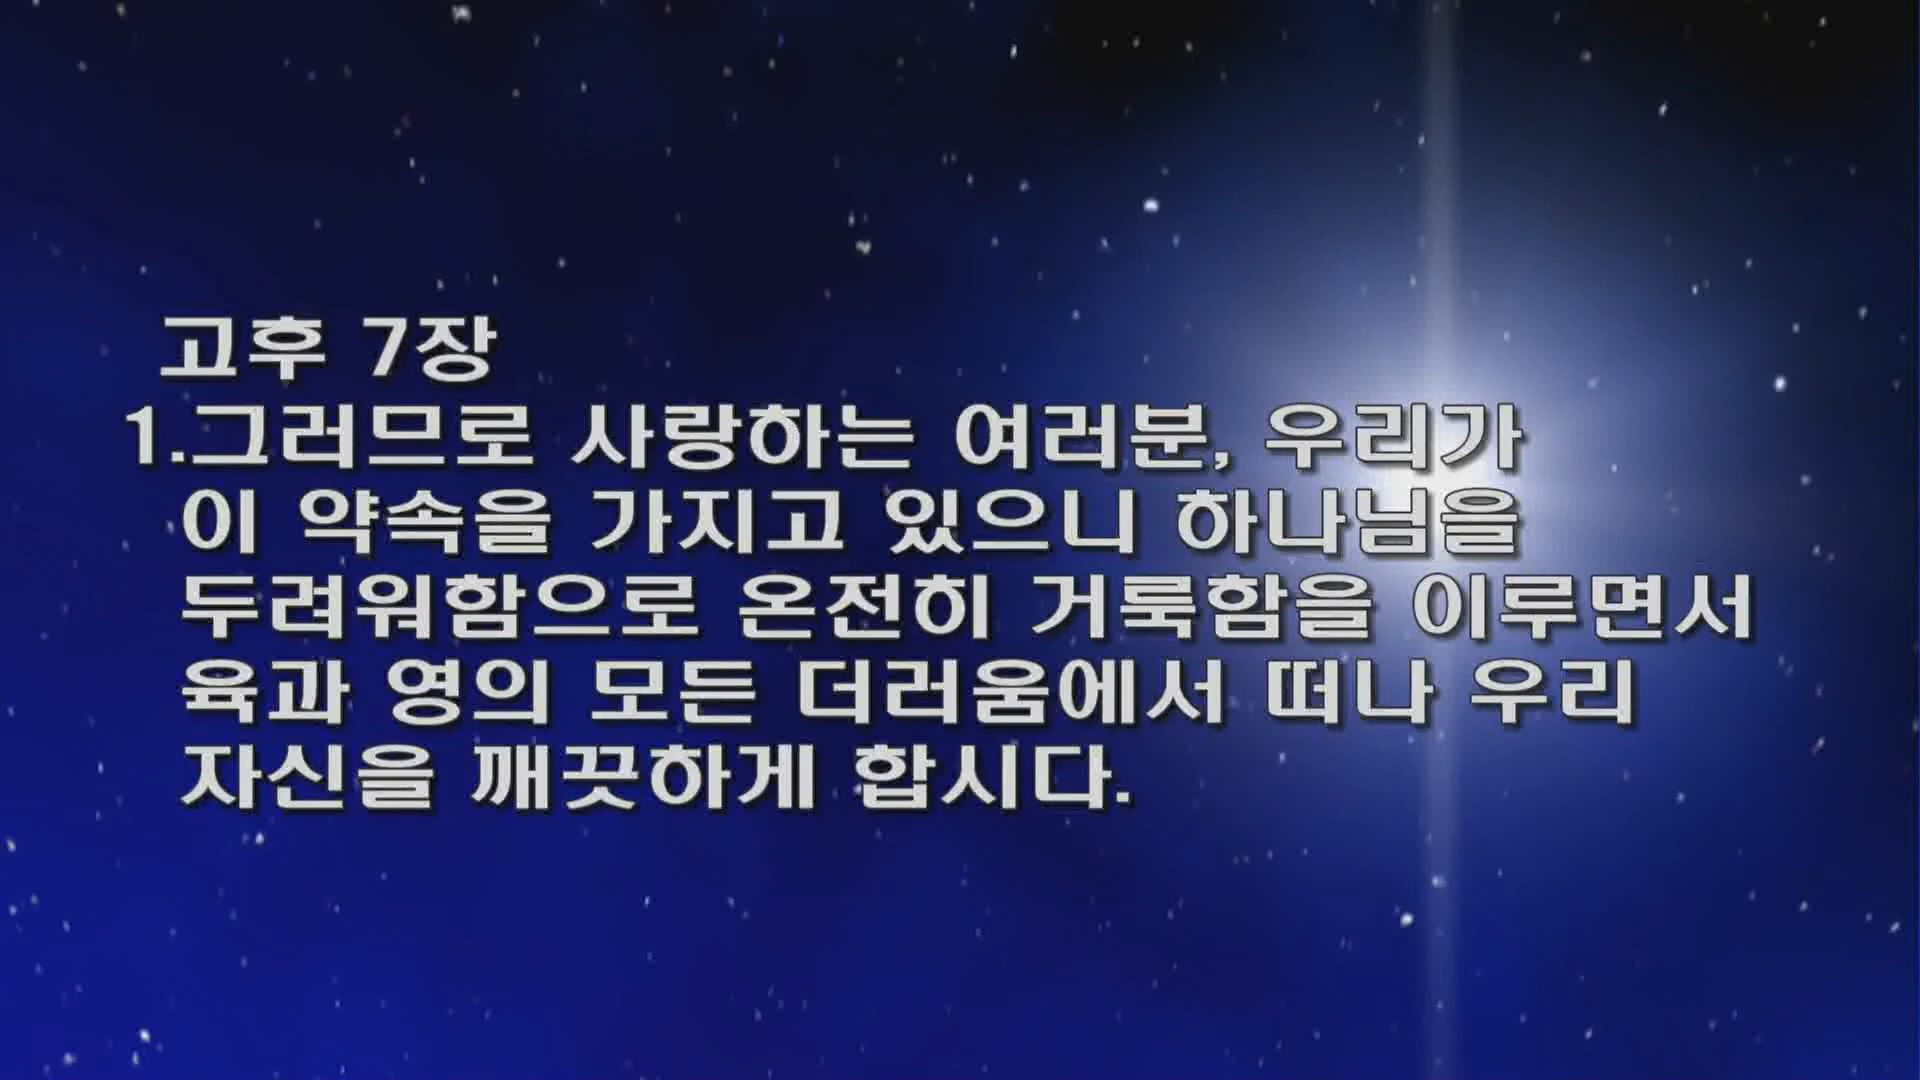 고후 7장
1.그러므로 사랑하는 여러분, 우리가
이 약속을 가지고 있으니 하나님을
두려워함으로 온전히 거룩함을 이루면서
육과 영의 모든 더러움에서 떠나 우리
자신을 깨끗하게 합시다.